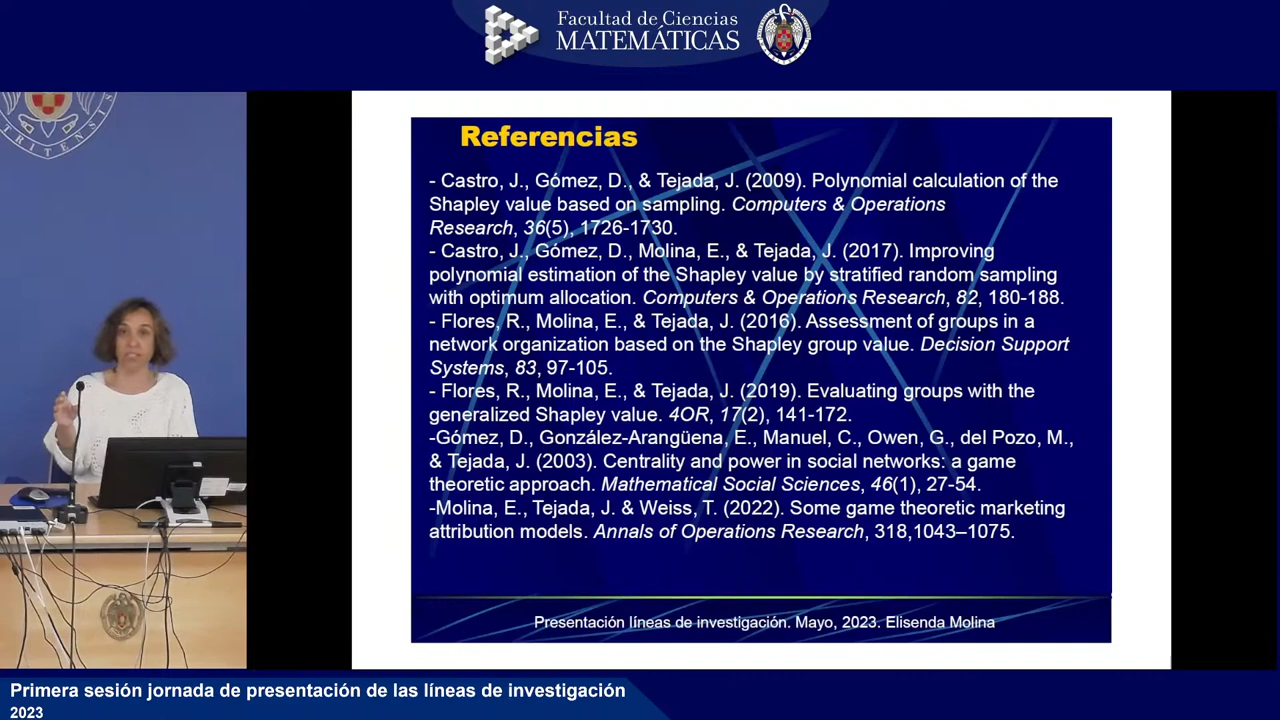 Facultad de Ciencias
MATEMÁTICAS
TRITENSIS
Referencias
- Castro, J., Gómez, D., & Tejada, J. (2009). Polynomial calculation of the
Shapley value based on sampling. Computers & Operations
Research, 36(5), 1726-1730.
- Castro, J., Gómez, D., Molina, E., & Tejada, J. (2017). Improving
polynomial estimation of the Shapley value by stratified random sampling
with optimum allocation. Computers & Operations Research, 82, 180-188.
- Flores, R., Molina, E., & Tejada, J. (2016). Assessment of groups in a
network organization based on the Shapley group value. Decision Support
Systems, 83, 97-105.
- Flores, R., Molina, E., & Tejada, J. (2019). Evaluating groups with the
generalized Shapley value. 4OR, 17(2), 141-172.
-Gómez, D., González-Arangüena, E., Manuel, C., Owen, G., del Pozo, M.,
& Tejada, J. (2003). Centrality and power in social networks: a game
theoretic approach. Mathematical Social Sciences, 46(1), 27-54.
-Molina, E., Tejada, J. & Weiss, T. (2022). Some game theoretic marketing
attribution models. Annals of Operations Research, 318,1043–1075.
Presentación líneas de investigación. Mayo, 2023. Elisenda Molina
Primera sesión jornada de presentación de las líneas de investigación
2023